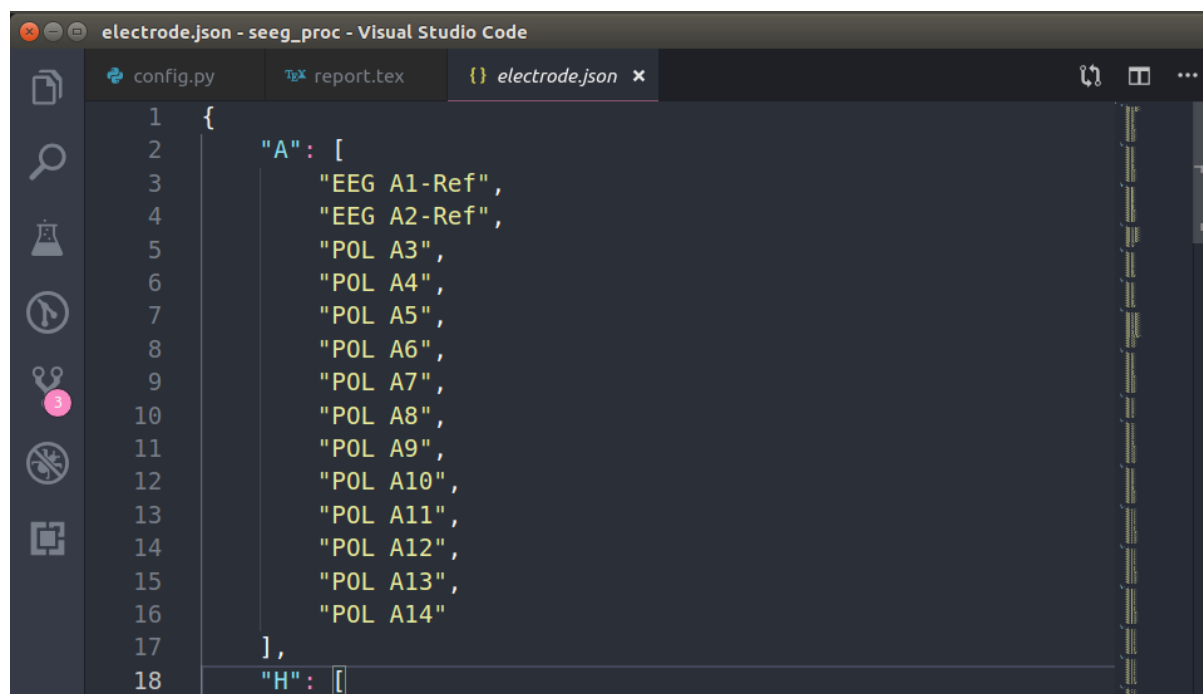 electrode.json - seeg_proc - Visual Studio Code
config.py TEX report.tex {} electrode.json ×
1 {
2 "A": [
3 "EEG A1-Ref",
4 "EEG A2-Ref",
5 "POL A3",
6 "POL A4",
7 "POL A5",
8 "POL A6",
9 "POL A7",
10 "POL A8",
11 "POL A9",
12 "POL A10",
13 "POL A11",
14 "POL A12",
15 "POL A13",
16 "POL A14"
17 ],
18 "H": [
3